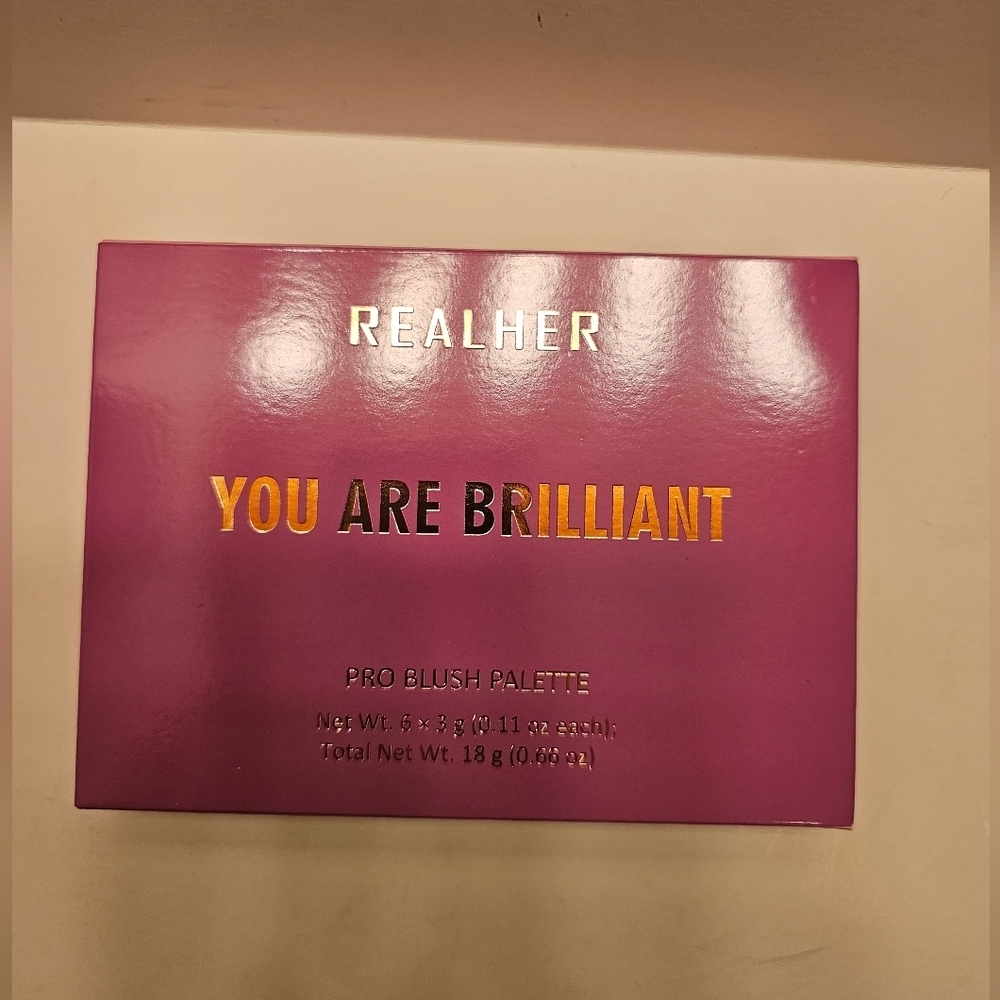 REALHER
YOU ARE BRILLIANT
PRO BLUSH PALETTE
Net Wt. 6 × 3 g (0.11 oz each);
Total Net Wt. 18 g (0.66 oz)